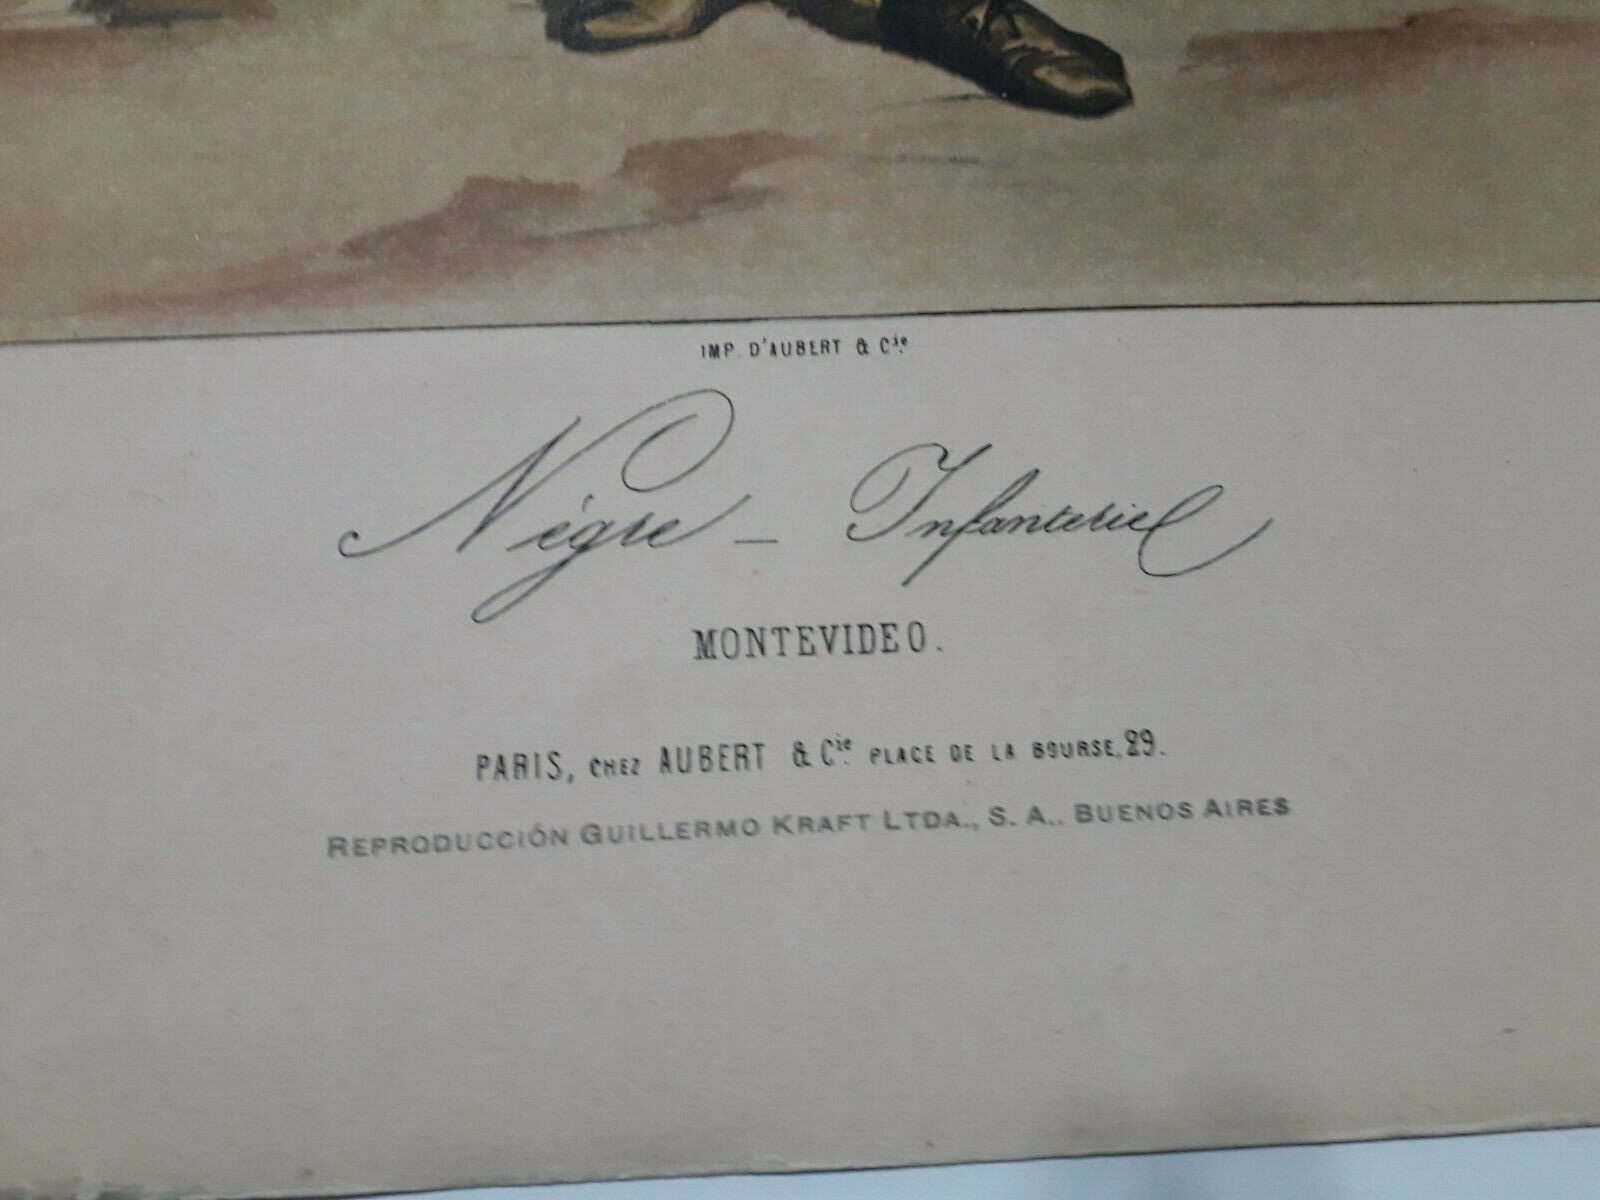 IMP. D'AUBERT & Cie.
Négre _ Infanterie
MONTEVIDEO.
PARIS, CHEZ AUBERT & Cie. PLACE DE LA BOURSE, 29.
REPRODUCCIÓN GUILLERMO KRAFT LTDA., S. A., BUENOS AIRES